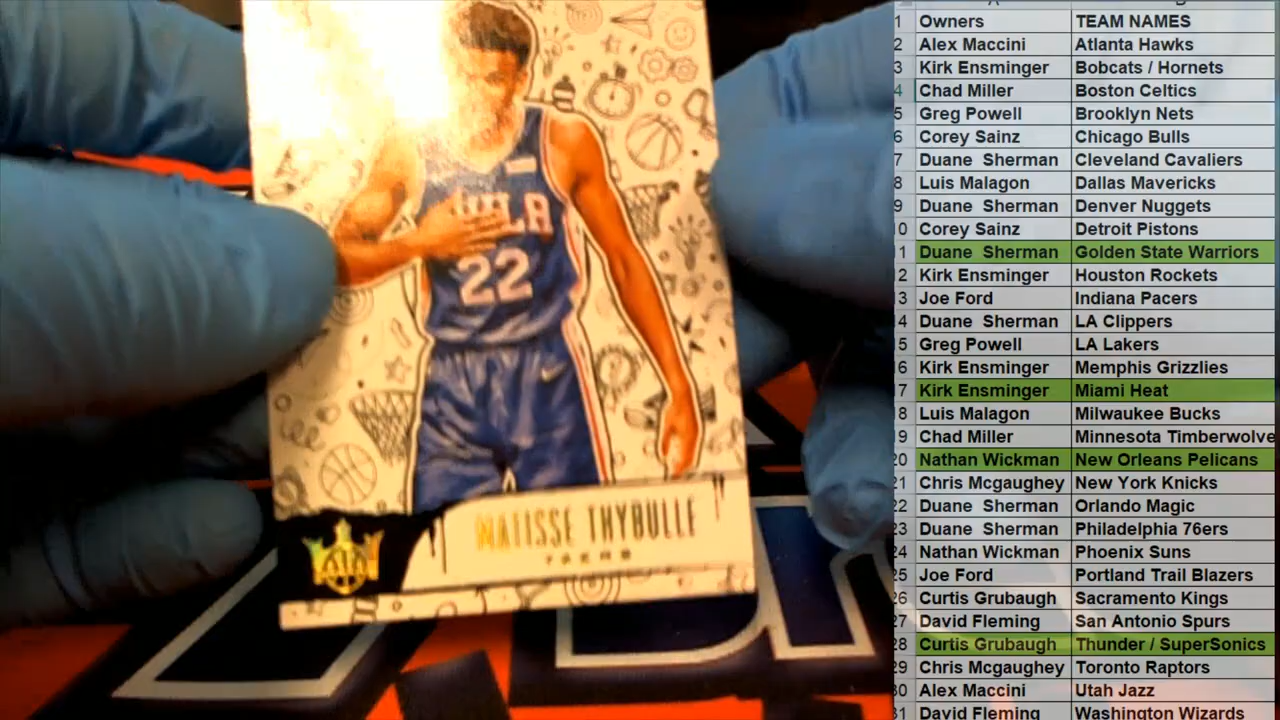 LA
22
MATISSE THYBULLE
76ERS
1 Owners TEAM NAMES
2 Alex Maccini Atlanta Hawks
3 Kirk Ensminger Bobcats / Hornets
4 Chad Miller Boston Celtics
5 Greg Powell Brooklyn Nets
6 Corey Sainz Chicago Bulls
7 Duane Sherman Cleveland Cavaliers
8 Luis Malagon Dallas Mavericks
9 Duane Sherman Denver Nuggets
0 Corey Sainz Detroit Pistons
1 Duane Sherman Golden State Warriors
2 Kirk Ensminger Houston Rockets
3 Joe Ford Indiana Pacers
4 Duane Sherman LA Clippers
5 Greg Powell LA Lakers
6 Kirk Ensminger Memphis Grizzlies
7 Kirk Ensminger Miami Heat
8 Luis Malagon Milwaukee Bucks
9 Chad Miller Minnesota Timberwolve
20 Nathan Wickman New Orleans Pelicans
21 Chris Mcgaughey New York Knicks
22 Duane Sherman Orlando Magic
23 Duane Sherman Philadelphia 76ers
24 Nathan Wickman Phoenix Suns
25 Joe Ford Portland Trail Blazers
26 Curtis Grubaugh Sacramento Kings
27 David Fleming San Antonio Spurs
28 Curtis Grubaugh Thunder / SuperSonics
29 Chris Mcgaughey Toronto Raptors
30 Alex Maccini Utah Jazz
31 David Fleming Washington Wizards